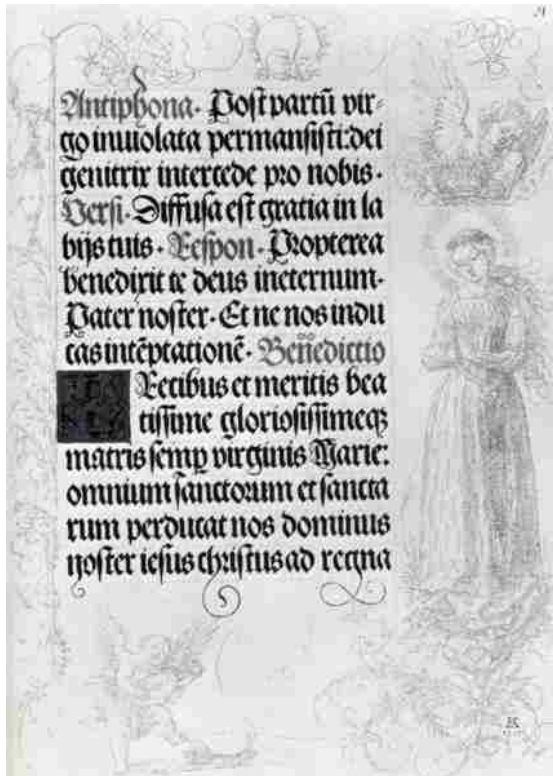 Antiphona. Post partū vir-
go inuiolata permansisti: dei
genitrix intercede pro nobis.
Versi. Diffusa est gratia in la
bijs tuis. Respon. Propterea
benedixit te deus ineternum.
Pater noster. Et ne nos indu
cas intēptationē. Benedictio
Precibus et meritis bea
tissime gloriosissimeqꝫ
matris semꝑ virginis Marie:
omnium sanctorum et sancta
rum perducat nos dominus
noster iesus christus ad regna